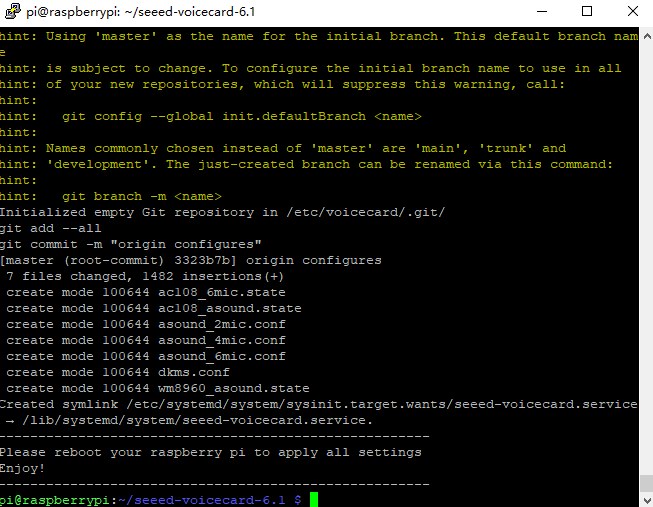 pi@raspberrypi: ~/seeed-voicecard-6.1
hint: Using 'master' as the name for the initial branch. This default branch nam
e
hint: is subject to change. To configure the initial branch name to use in all
hint: of your new repositories, which will suppress this warning, call:
hint:
hint:   git config --global init.defaultBranch <name>
hint:
hint: Names commonly chosen instead of 'master' are 'main', 'trunk' and
hint: 'development'. The just-created branch can be renamed via this command:
hint:
hint:   git branch -m <name>
Initialized empty Git repository in /etc/voicecard/.git/
git add --all
git commit -m "origin configures"
[master (root-commit) 3323b7b] origin configures
 7 files changed, 1482 insertions(+)
 create mode 100644 ac108_6mic.state
 create mode 100644 ac108_asound.state
 create mode 100644 asound_2mic.conf
 create mode 100644 asound_4mic.conf
 create mode 100644 asound_6mic.conf
 create mode 100644 dkms.conf
 create mode 100644 wm8960_asound.state
Created symlink /etc/systemd/system/sysinit.target.wants/seeed-voicecard.service
 → /lib/systemd/system/seeed-voicecard.service.
------------------------------------------------------
Please reboot your raspberry pi to apply all settings
Enjoy!
------------------------------------------------------
pi@raspberrypi:~/seeed-voicecard-6.1 $